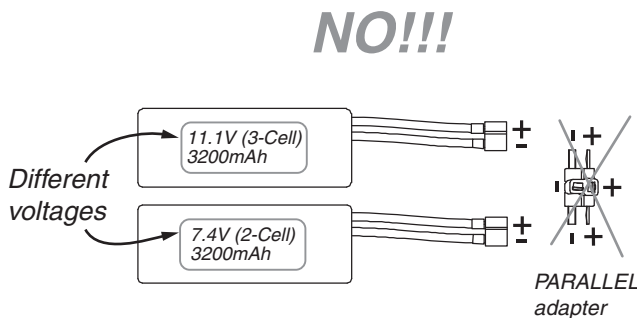 NO!!!
11.1V (3-Cell)
3200mAh
+
-
Different
voltages
7.4V (2-Cell)
3200mAh
+
-
- +
- +
- +
PARALLEL
adapter